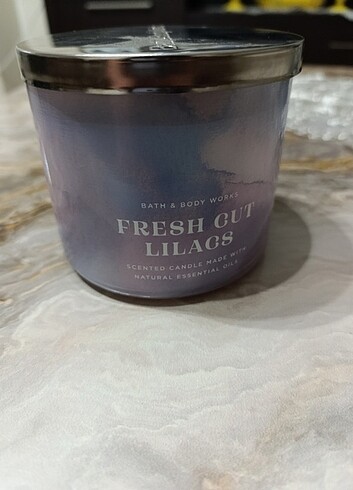 BATH & BODY WORKS
FRESH CUT
LILACS
SCENTED CANDLE MADE WITH
NATURAL ESSENTIAL OILS